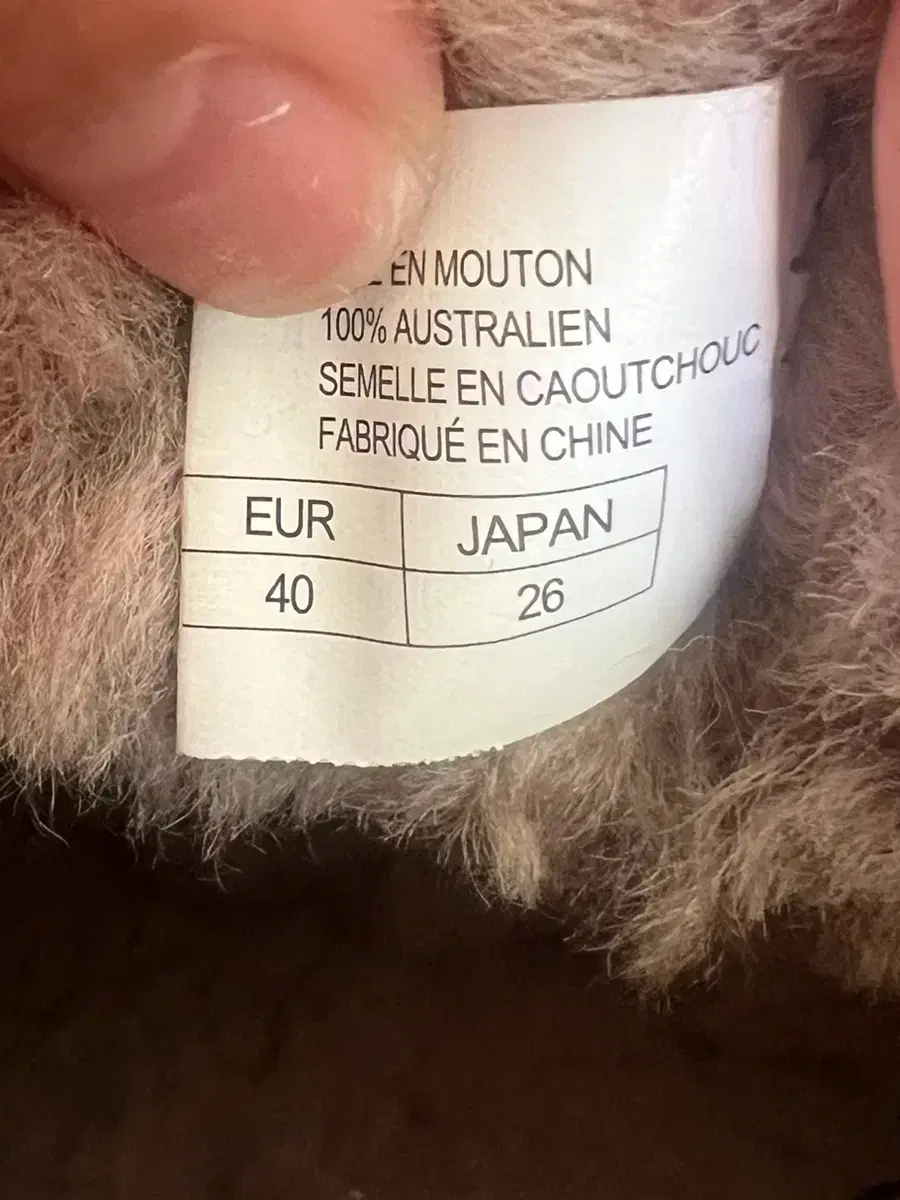 EN MOUTON
100% AUSTRALIEN
SEMELLE EN CAOUTCHOUC
FABRIQUÉ EN CHINE
EUR JAPAN
40 26